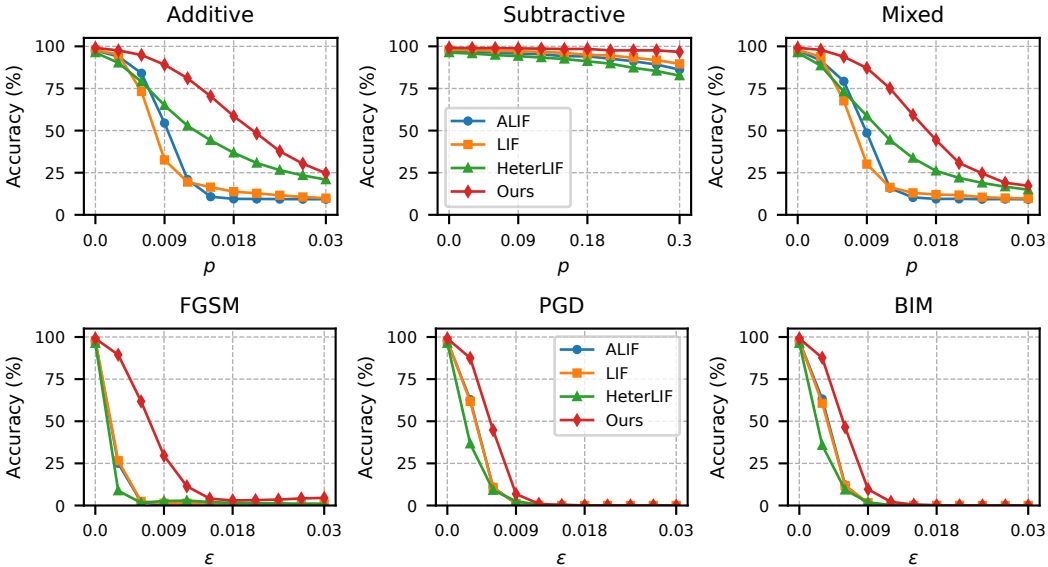 Additive
Subtractive
Mixed
Accuracy (%)
100
75
50
25
0
0.0
0.009
0.018
0.03
p
Accuracy (%)
100
75
50
25
0
ALIF
LIF
HeterLIF
Ours
0.0
0.09
0.18
0.3
p
Accuracy (%)
100
75
50
25
0
0.0
0.009
0.018
0.03
p
FGSM
PGD
BIM
Accuracy (%)
100
75
50
25
0
0.0
0.009
0.018
0.03
ε
Accuracy (%)
100
75
50
25
0
ALIF
LIF
HeterLIF
Ours
0.0
0.009
0.018
0.03
ε
Accuracy (%)
100
75
50
25
0
0.0
0.009
0.018
0.03
ε